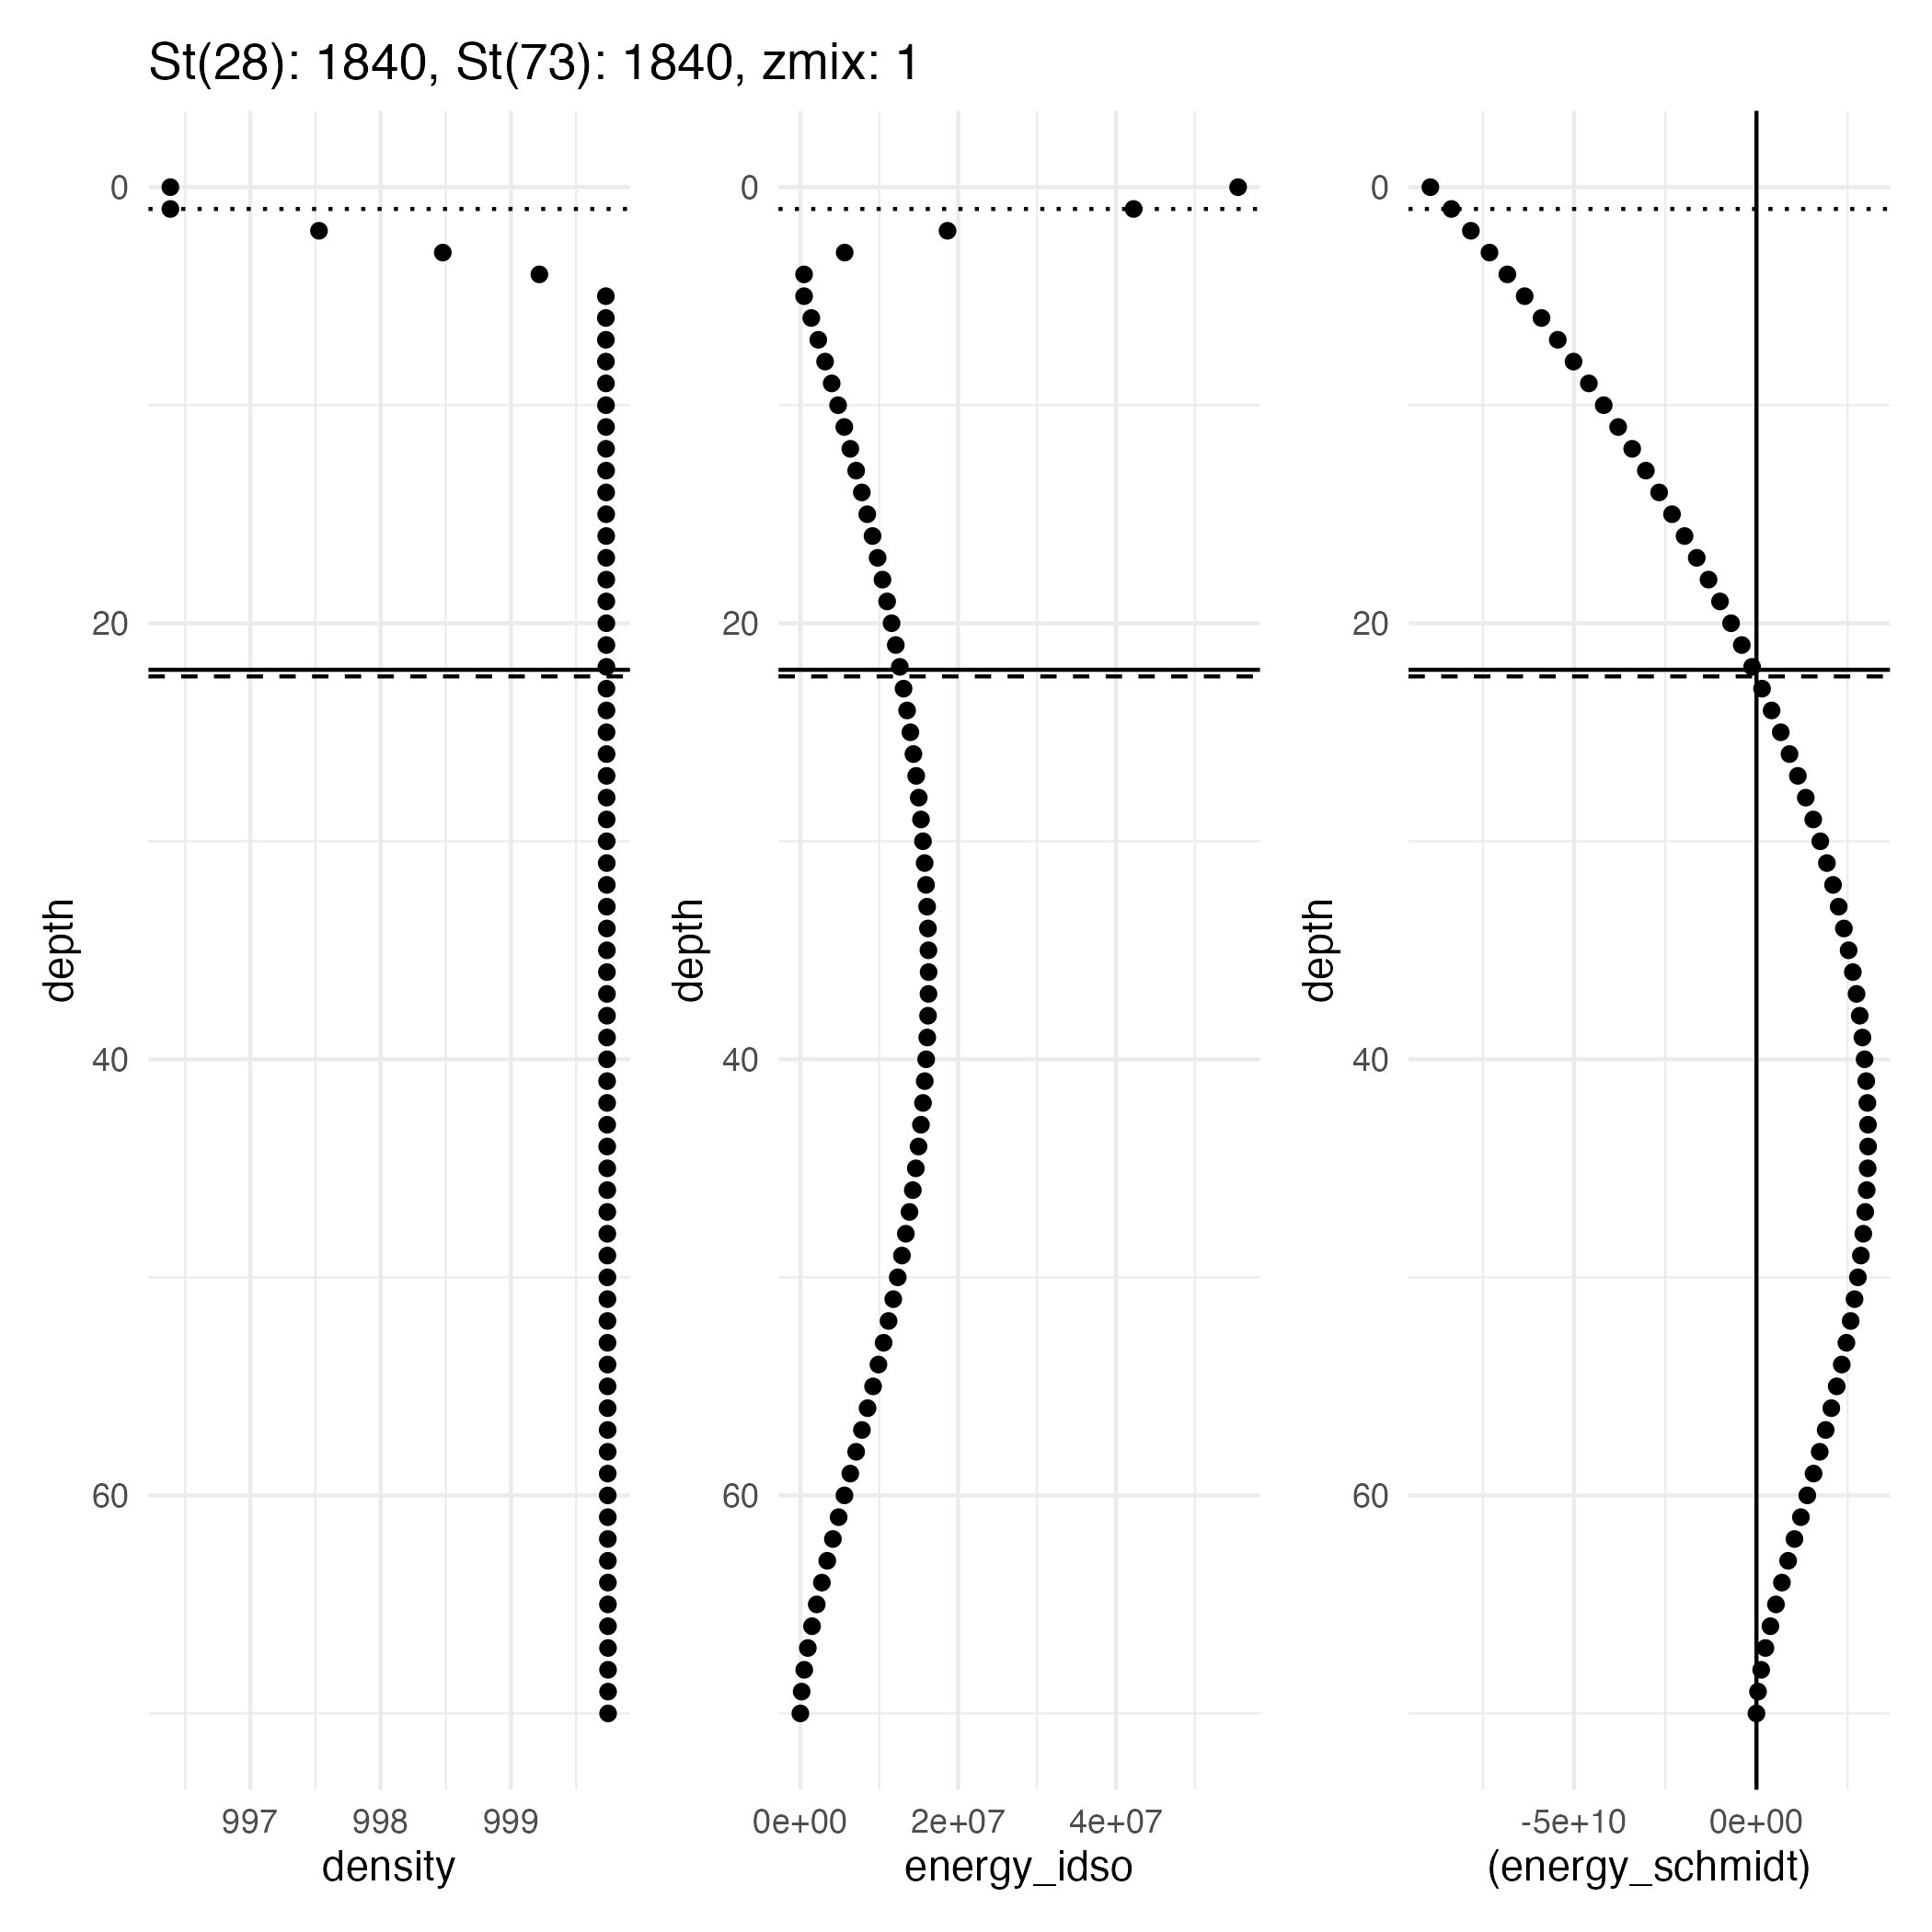 St(28): 1840, St(73): 1840, zmix: 1
0
20
40
60
depth
997 998 999
density
0
20
40
60
depth
0e+00 2e+07 4e+07
energy_idso
0
20
40
60
depth
-5e+10 0e+00
(energy_schmidt)